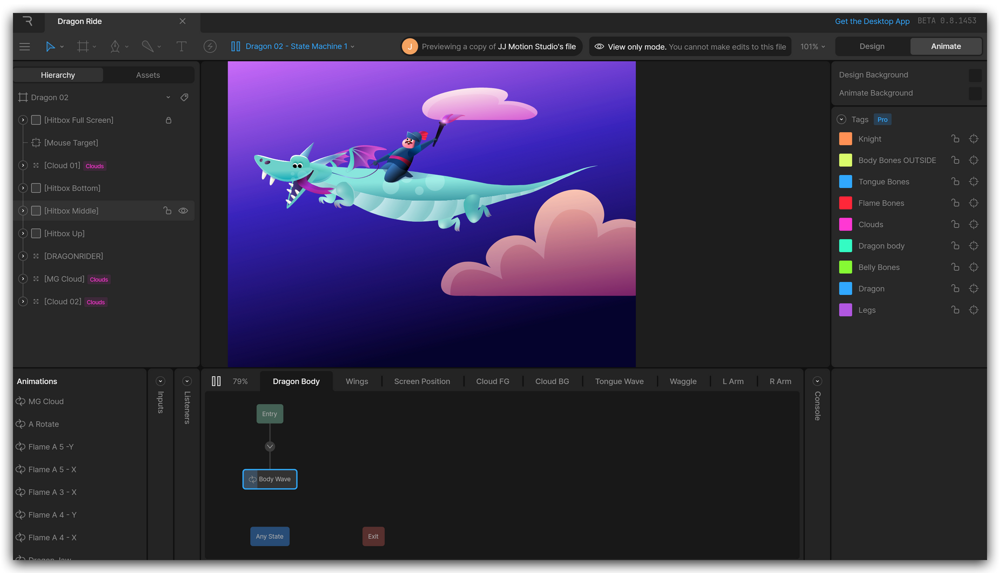 Dragon Ride
Get the Desktop App BETA 0.8.1453
Dragon 02 - State Machine 1
J Previewing a copy of JJ Motion Studio's file
View only mode. You cannot make edits to this file
101%
Design
Animate
Hierarchy
Assets
Dragon 02
[Hitbox Full Screen]
[Mouse Target]
[Cloud 01] Clouds
[Hitbox Bottom]
[Hitbox Middle]
[Hitbox Up]
[DRAGONRIDER]
[MG Cloud] Clouds
[Cloud 02] Clouds
Design Background
Animate Background
Tags Pro
Knight
Body Bones OUTSIDE
Tongue Bones
Flame Bones
Clouds
Dragon body
Belly Bones
Dragon
Legs
Animations
MG Cloud
A Rotate
Flame A 5 -Y
Flame A 5 - X
Flame A 3 - X
Flame A 4 - Y
Flame A 4 - X
Dragon Jaw
Inputs
Listeners
79%
Dragon Body
Wings
Screen Position
Cloud FG
Cloud BG
Tongue Wave
Waggle
L Arm
R Arm
Entry
Body Wave
Any State
Exit
Console